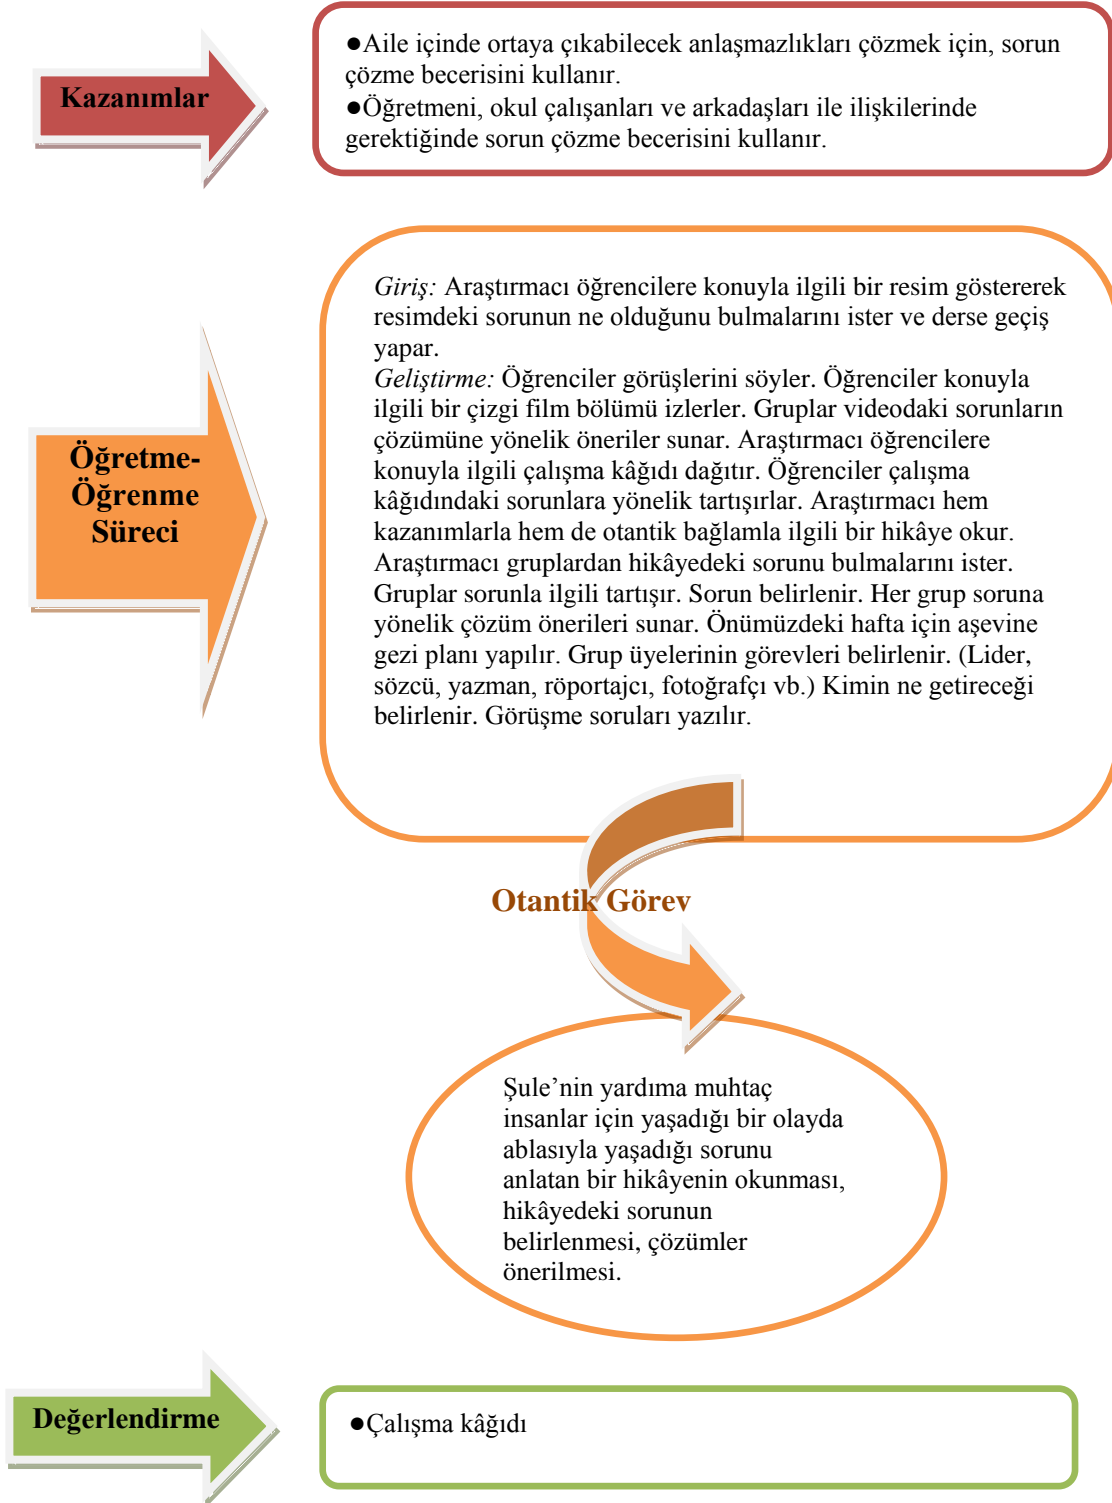 Kazanımlar
●Aile içinde ortaya çıkabilecek anlaşmazlıkları çözmek için, sorun
çözme becerisini kullanır.
●Öğretmeni, okul çalışanları ve arkadaşları ile ilişkilerinde
gerektiğinde sorun çözme becerisini kullanır.
Öğretme-
Öğrenme
Süreci
Giriş: Araştırmacı öğrencilere konuyla ilgili bir resim göstererek
resimdeki sorunun ne olduğunu bulmalarını ister ve derse geçiş
yapar.
Geliştirme: Öğrenciler görüşlerini söyler. Öğrenciler konuyla
ilgili bir çizgi film bölümü izlerler. Gruplar videodaki sorunların
çözümüne yönelik öneriler sunar. Araştırmacı öğrencilere
konuyla ilgili çalışma kâğıdı dağıtır. Öğrenciler çalışma
kâğıdındaki sorunlara yönelik tartışırlar. Araştırmacı hem
kazanımlarla hem de otantik bağlamla ilgili bir hikâye okur.
Araştırmacı gruplardan hikâyedeki sorunu bulmalarını ister.
Gruplar sorunla ilgili tartışır. Sorun belirlenir. Her grup soruna
yönelik çözüm önerileri sunar. Önümüzdeki hafta için aşevine
gezi planı yapılır. Grup üyelerinin görevleri belirlenir. (Lider,
sözcü, yazman, röportajcı, fotoğrafçı vb.) Kimin ne getireceği
belirlenir. Görüşme soruları yazılır.
Otantik Görev
Şule’nin yardıma muhtaç
insanlar için yaşadığı bir olayda
ablasıyla yaşadığı sorunu
anlatan bir hikâyenin okunması,
hikâyedeki sorunun
belirlenmesi, çözümler
önerilmesi.
Değerlendirme
●Çalışma kâğıdı